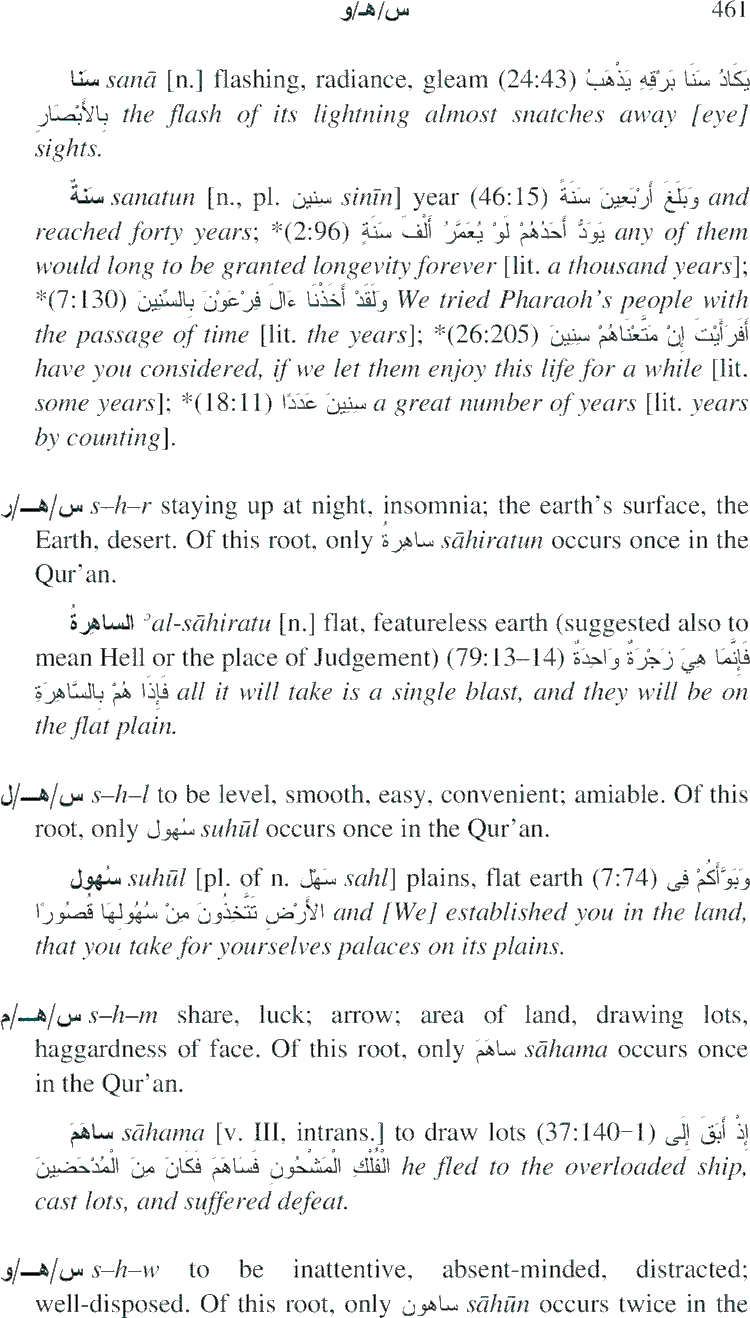 س/هـ/و 461
سَنا sanā [n.] flashing, radiance, gleam (24:43) يَكَادُ سَنَا بَرْقِهِ يَذْهَبُ
بِالأَبْصَارِ the flash of its lightning almost snatches away [eye]
sights.
سَنةٌ sanatun [n., pl. سنين sinīn] year (46:15) وَبَلَغَ أَرْبَعِينَ سَنَةً and
reached forty years; *(2:96) يَوَدُّ أَحَدُهُمْ لَوْ يُعَمَّرُ أَلْفَ سَنَةٍ any of them
would long to be granted longevity forever [lit. a thousand years];
*(7:130) وَلَقَدْ أَخَذْنَا ءَالَ فِرْعَوْنَ بِالسِّنِينَ We tried Pharaoh's people with
the passage of time [lit. the years]; *(26:205) أَفَرَأَيْتَ إِنْ مَتَّعْنَاهُمْ سِنِينَ
have you considered, if we let them enjoy this life for a while [lit.
some years]; *(18:11) سِنِينَ عَدَدًا a great number of years [lit. years
by counting].
س/هـ/ر s–h–r staying up at night, insomnia; the earth's surface, the
Earth, desert. Of this root, only ساهِرةُ sāhiratun occurs once in the
Qur'an.
الساهِرةُ ʾal-sāhiratu [n.] flat, featureless earth (suggested also to
mean Hell or the place of Judgement) (79:13–14) فَإِنَّمَا هِيَ زَجْرَةٌ وَاحِدَةٌ
فَإِذَا هُمْ بِالسَّاهِرَةِ all it will take is a single blast, and they will be on
the flat plain.
س/هـ/ل s–h–l to be level, smooth, easy, convenient; amiable. Of this
root, only سُهول suhūl occurs once in the Qur'an.
سُهول suhūl [pl. of n. سَهْل sahl] plains, flat earth (7:74) وَبَوَّأَكُمْ فِى
الأَرْضِ تَتَّخِذُونَ مِنْ سُهُولِهَا قُصُورًا and [We] established you in the land,
that you take for yourselves palaces on its plains.
س/هـ/م s–h–m share, luck; arrow; area of land, drawing lots,
haggardness of face. Of this root, only ساهَمَ sāhama occurs once
in the Qur'an.
ساهَمَ sāhama [v. III, intrans.] to draw lots (37:140–1) إِذْ أَبَقَ إِلَى
الْفُلْكِ الْمَشْحُونِ فَسَاهَمَ فَكَانَ مِنَ الْمُدْحَضِينَ he fled to the overloaded ship,
cast lots, and suffered defeat.
س/هـ/و s–h–w to be inattentive, absent-minded, distracted;
well-disposed. Of this root, only ساهون sāhūn occurs twice in the